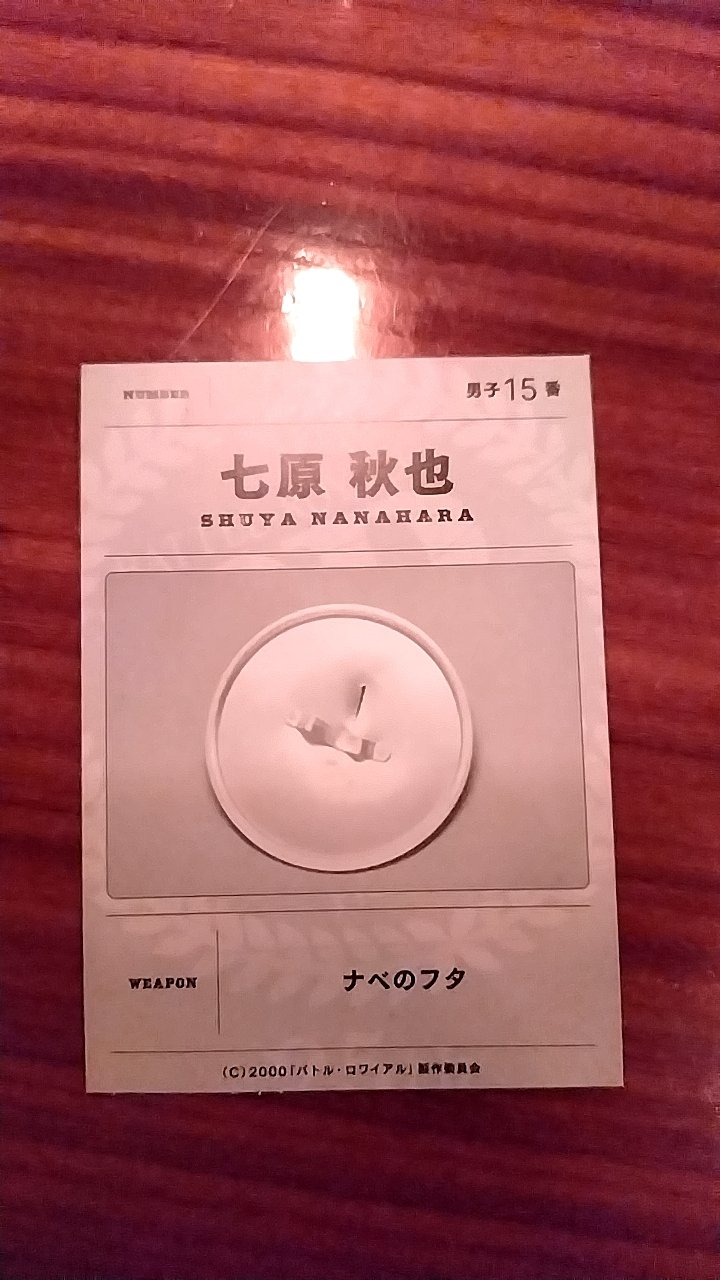 NUMBER
男子15番
七原 秋也
SHUYA NANAHARA
WEAPON
ナベのフタ
(C)2000「バトル・ロワイアル」製作委員会